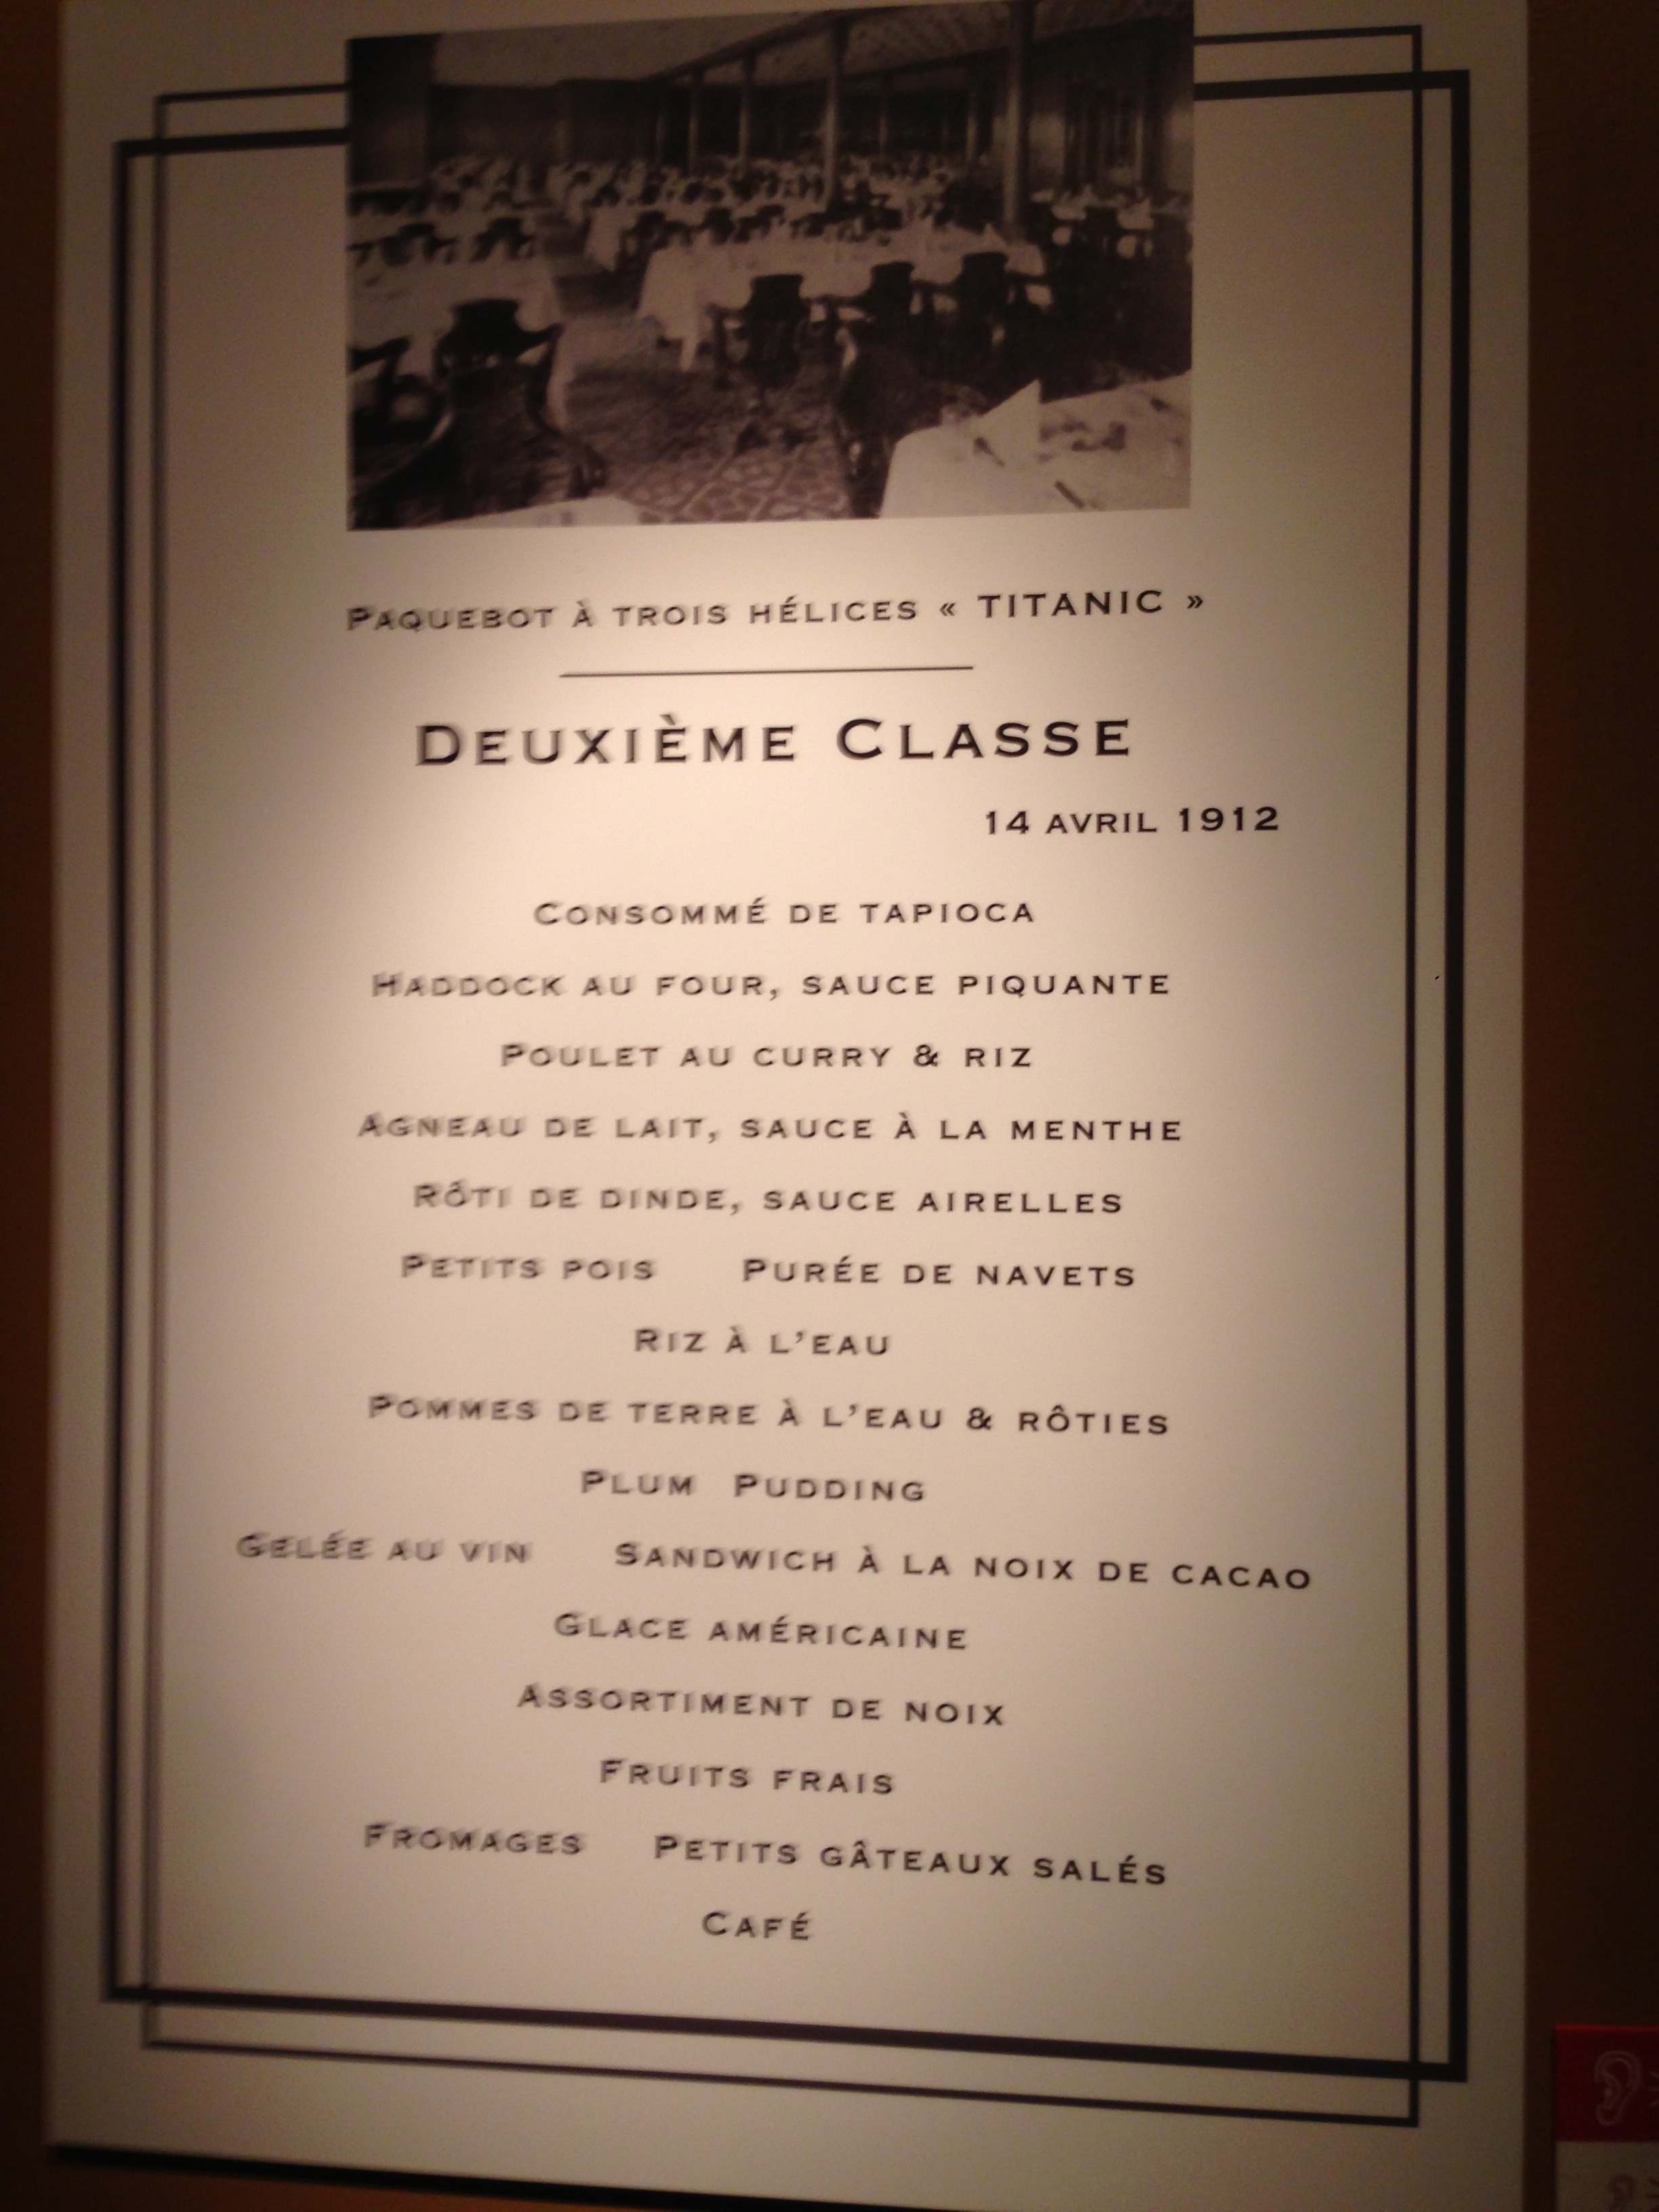 Paquebot à trois hélices « TITANIC »
Deuxième Classe
14 avril 1912
Consommé de tapioca
Haddock au four, sauce piquante
Poulet au curry & riz
Agneau de lait, sauce à la menthe
Rôti de dinde, sauce airelles
Petits pois Purée de navets
Riz à l'eau
Pommes de terre à l'eau & rôties
Plum Pudding
Gelée au vin Sandwich à la noix de cacao
Glace américaine
Assortiment de noix
Fruits frais
Fromages Petits gâteaux salés
Café